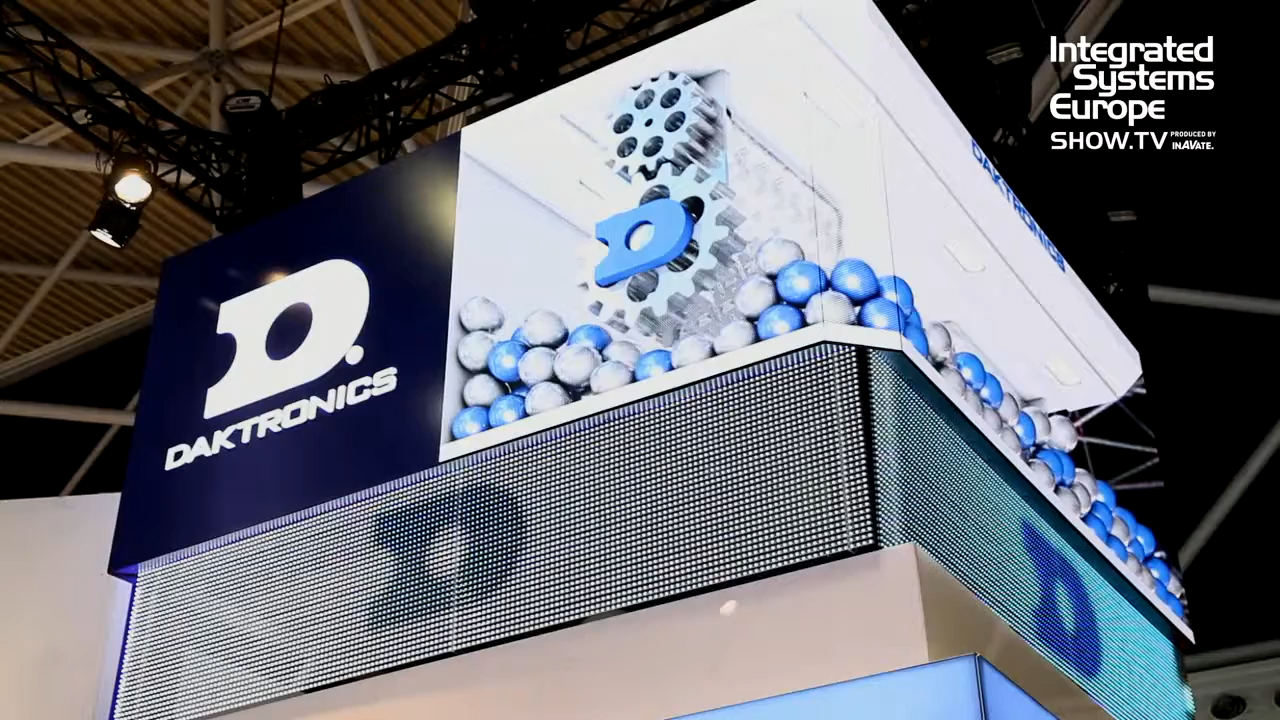 Integrated
Systems
Europe
SHOW.TV PRODUCED BY
INAVATE.
D.
DAKTRONICS
D
DAKTRONICS
D
D